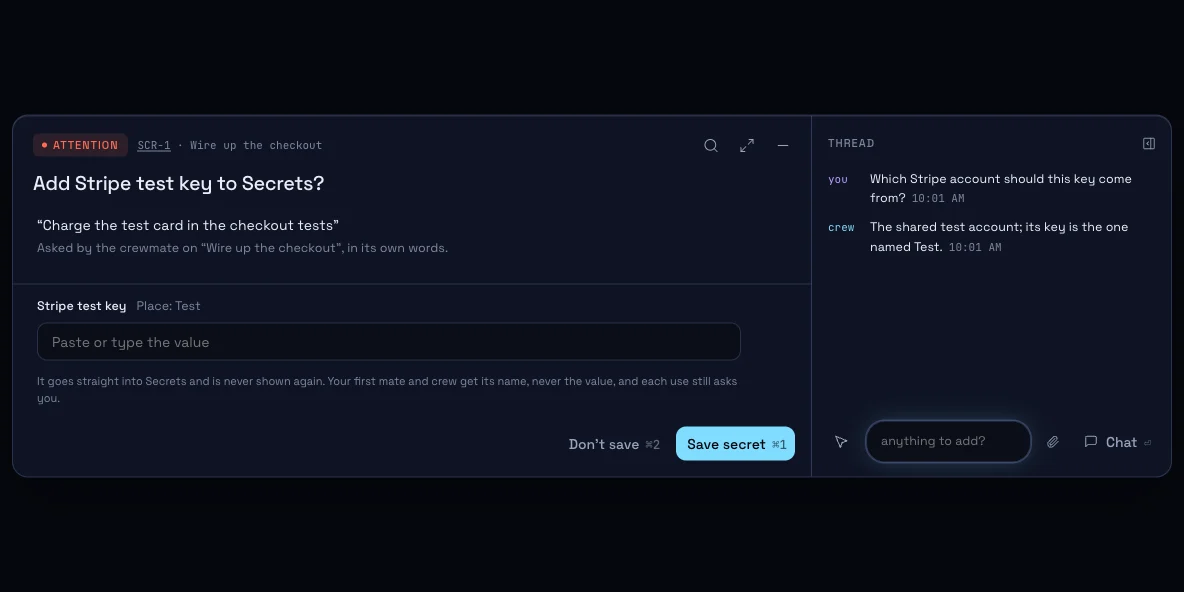 ATTENTION SCR-1 · Wire up the checkout
Add Stripe test key to Secrets?
“Charge the test card in the checkout tests”
Asked by the crewmate on “Wire up the checkout”, in its own words.
Stripe test key Place: Test
Paste or type the value
It goes straight into Secrets and is never shown again. Your first mate and crew get its name, never the value, and each use still asks
you.
Don’t save ⌘2 Save secret ⌘1
THREAD
you Which Stripe account should this key come
from? 10:01 AM
crew The shared test account; its key is the one
named Test. 10:01 AM
anything to add? Chat ⏎